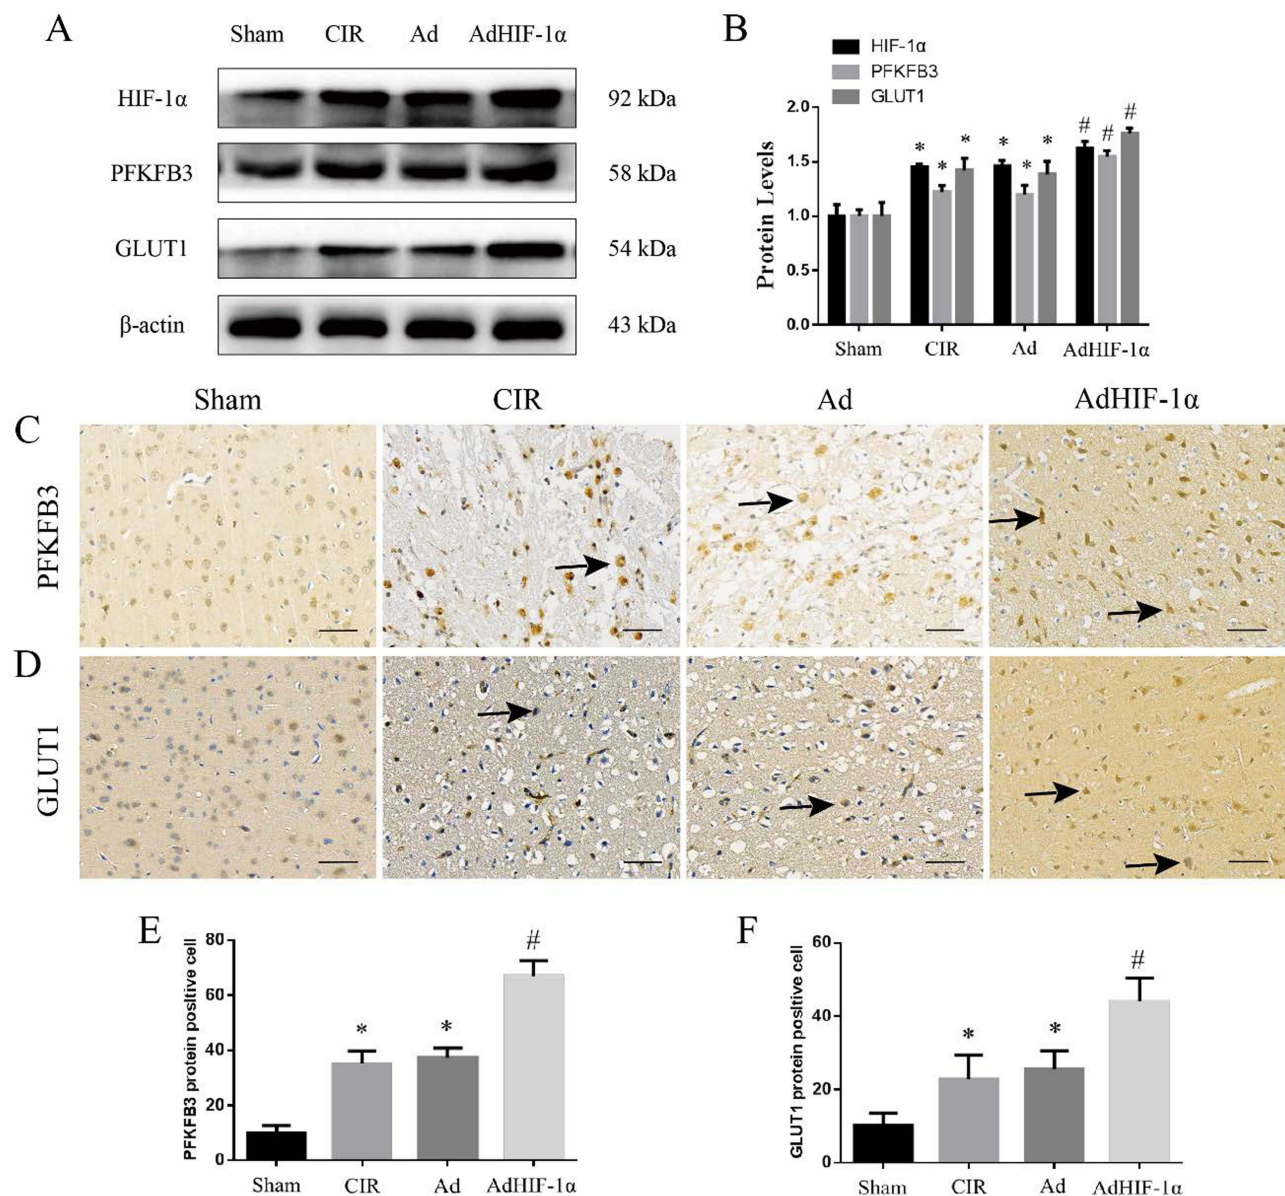 A
Sham CIR Ad AdHIF-1α
HIF-1α 92 kDa
PFKFB3 58 kDa
GLUT1 54 kDa
β-actin 43 kDa
B
HIF-1α
PFKFB3
GLUT1
Protein Levels
2.0
1.5
1.0
0.5
0.0
* * * * * * # # #
Sham CIR Ad AdHIF-1α
Sham CIR Ad AdHIF-1α
C
PFKFB3
D
GLUT1
E
PFKFB3 protein positive cell
80
60
40
20
0
* * #
Sham CIR Ad AdHIF-1α
F
GLUT1 protein positive cell
60
40
20
0
* * #
Sham CIR Ad AdHIF-1α